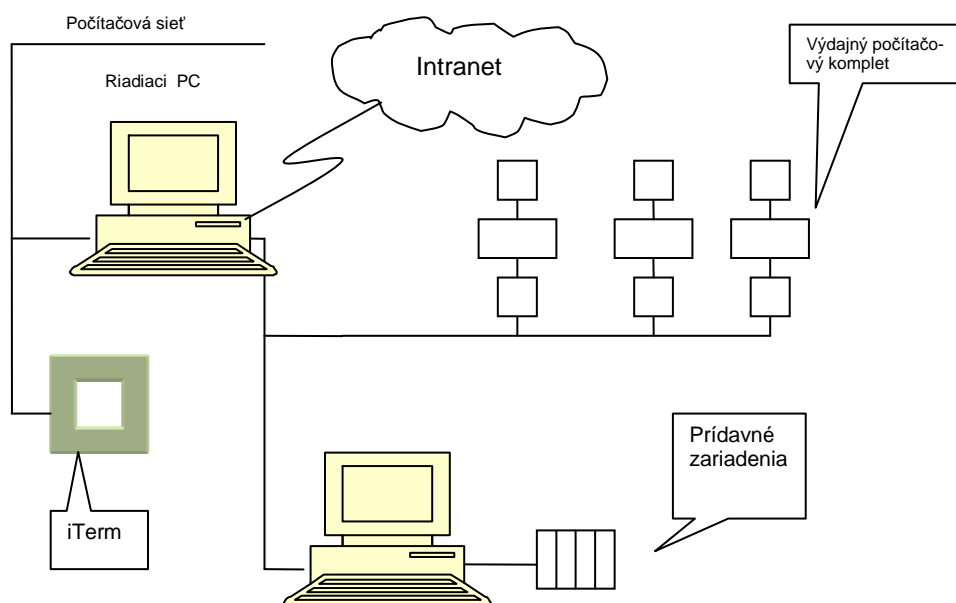 Počítačová sieť
Riadiaci PC
Intranet
Výdajný počítačo-
vý komplet
iTerm
Prídavné
zariadenia